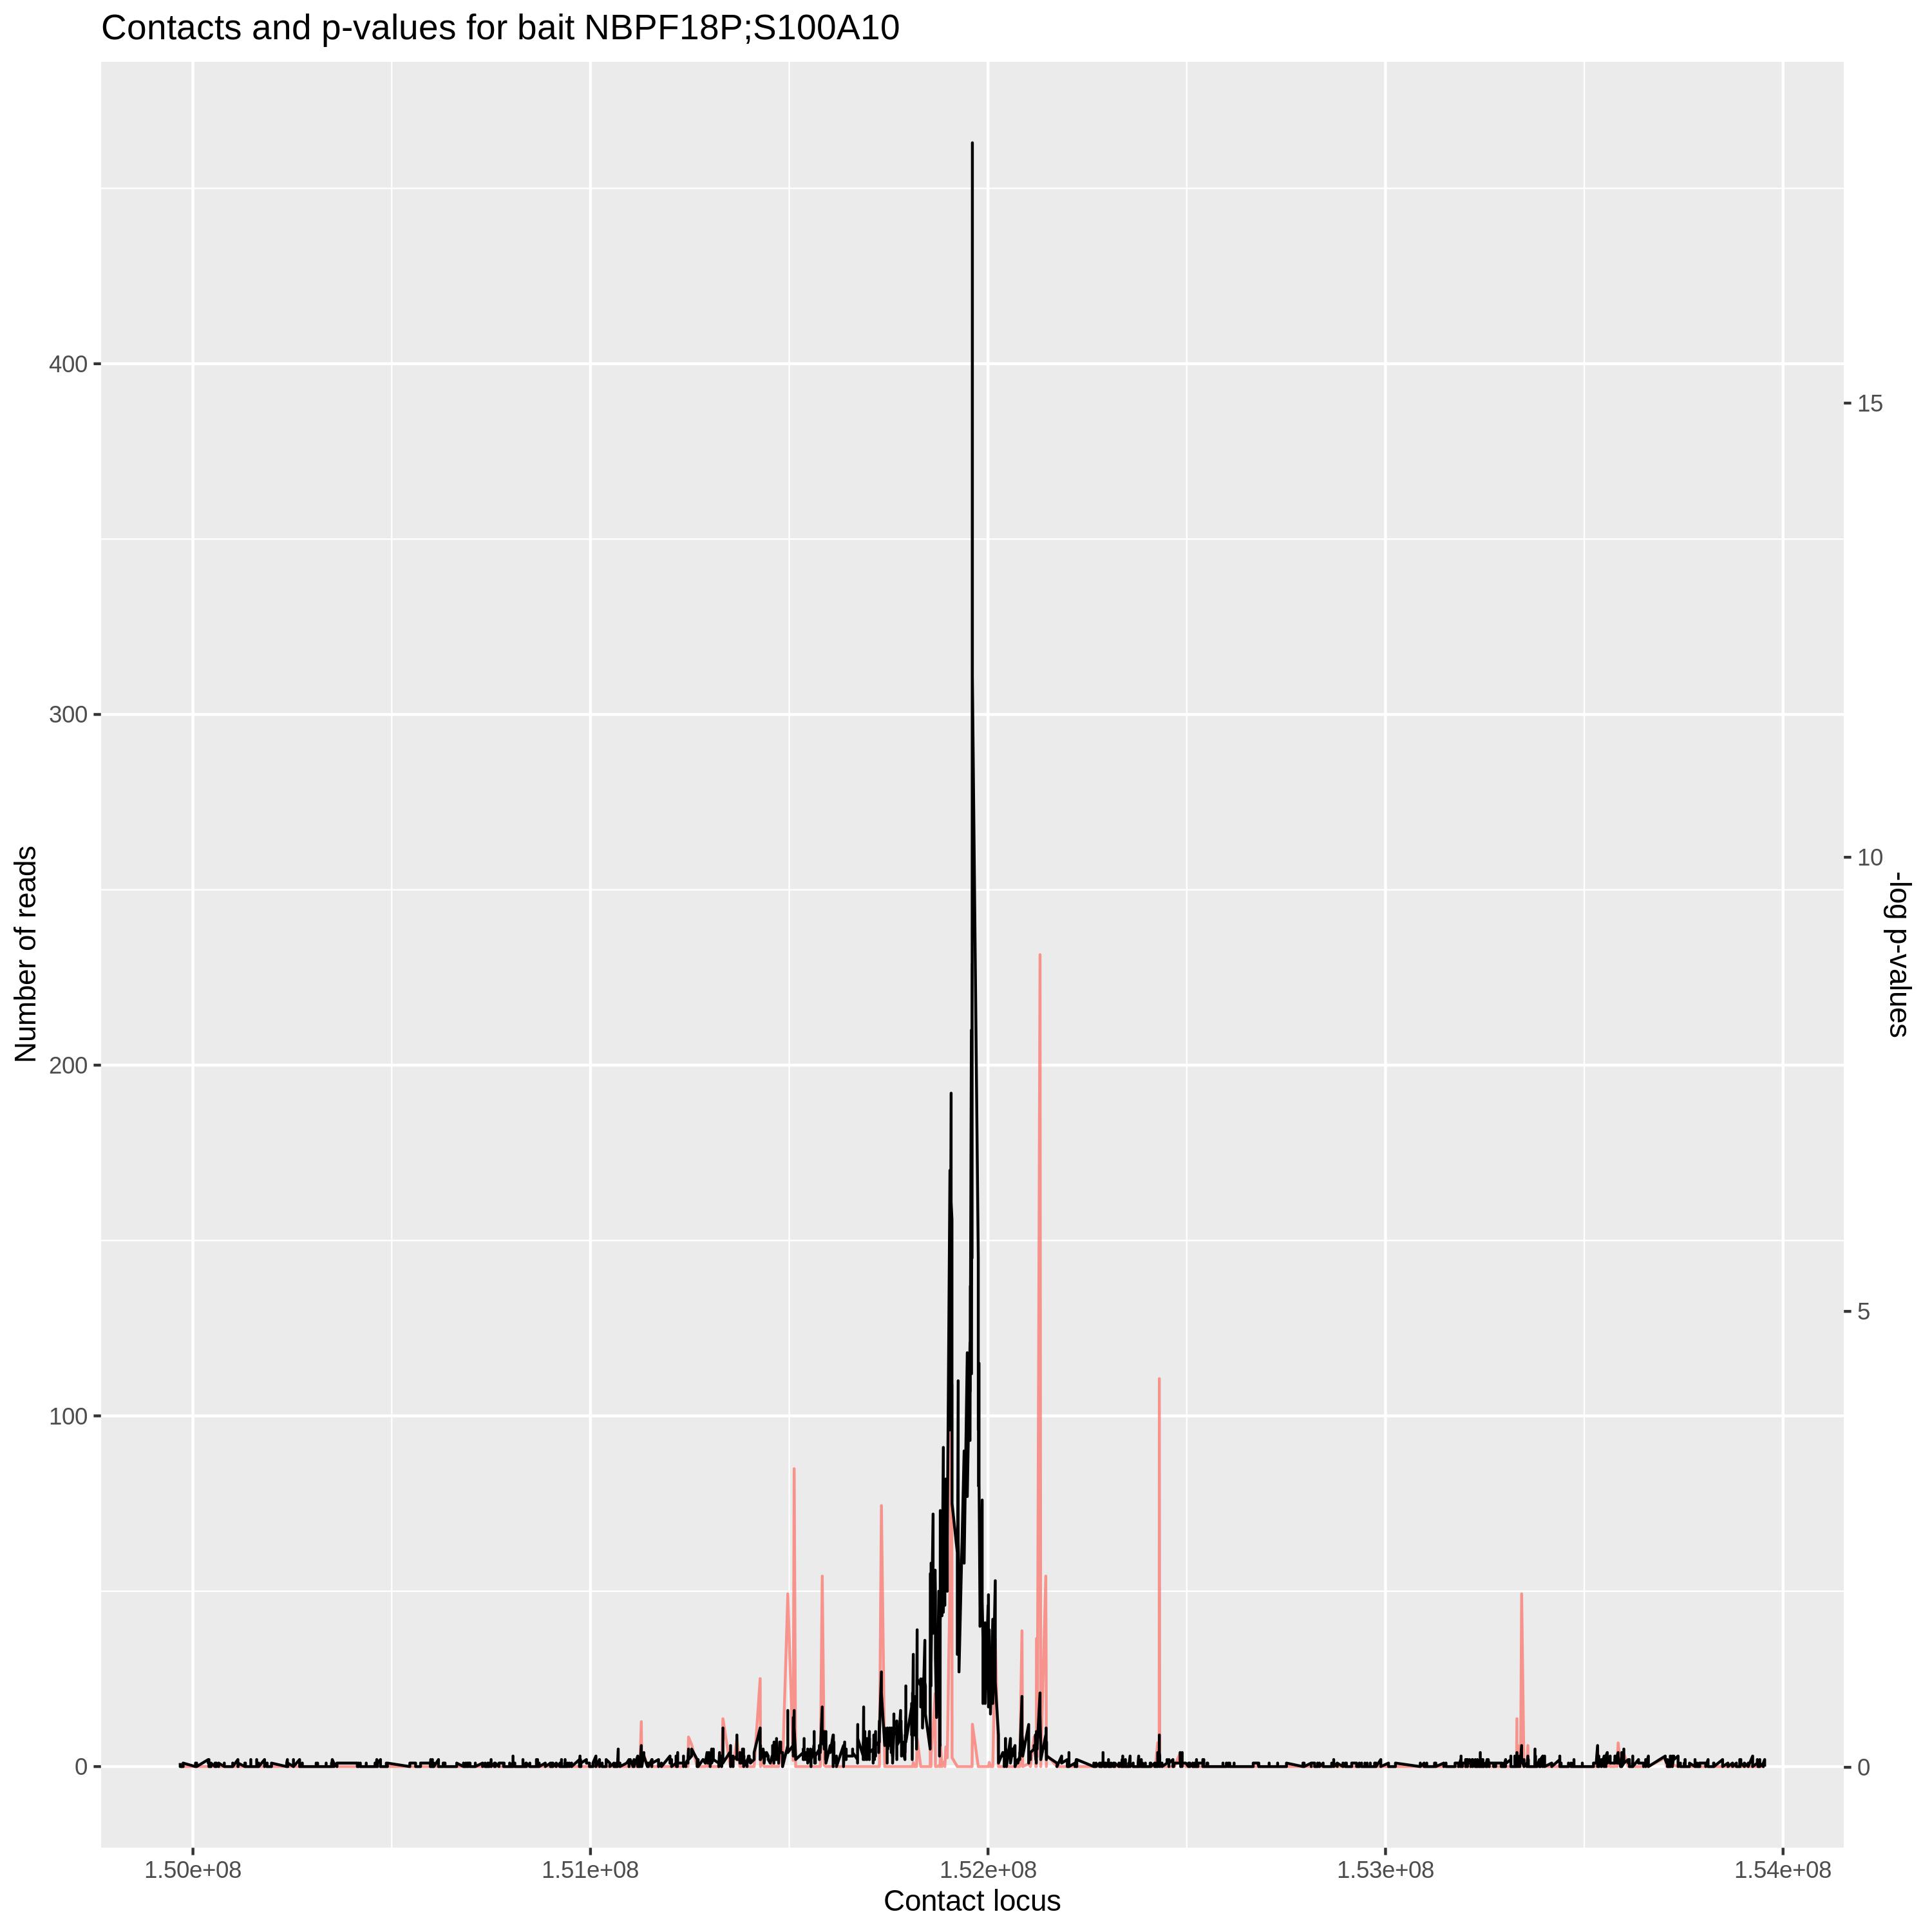 Contacts and p-values for bait NBPF18P;S100A10
400
300
200
100
0
Number of reads
15
10
5
0
-log p-values
1.50e+08 1.51e+08 1.52e+08 1.53e+08 1.54e+08
Contact locus